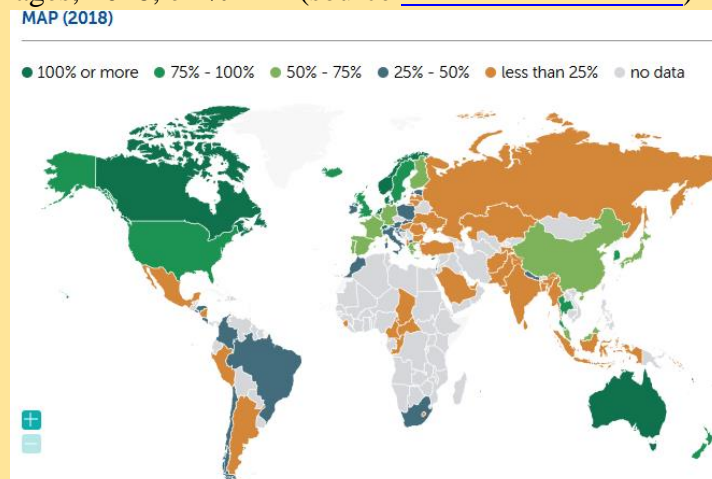 MAP (2018)
100% or more 75% - 100% 50% - 75% 25% - 50% less than 25% no data
+
−